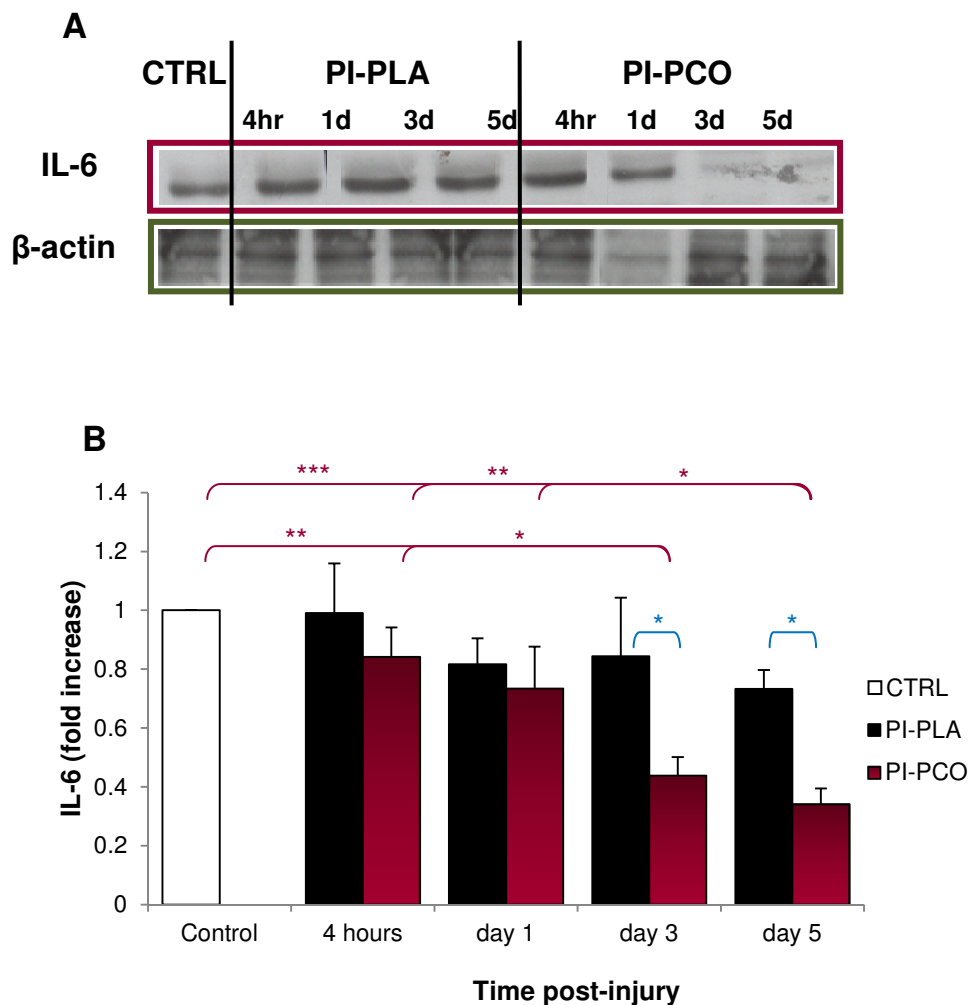 A
CTRL PI-PLA PI-PCO
4hr 1d 3d 5d 4hr 1d 3d 5d
IL-6
β-actin
B
*** ** *
** *
* *
1.4
1.2
1
0.8
0.6
0.4
0.2
0
IL-6 (fold increase)
CTRL
PI-PLA
PI-PCO
Control 4 hours day 1 day 3 day 5
Time post-injury